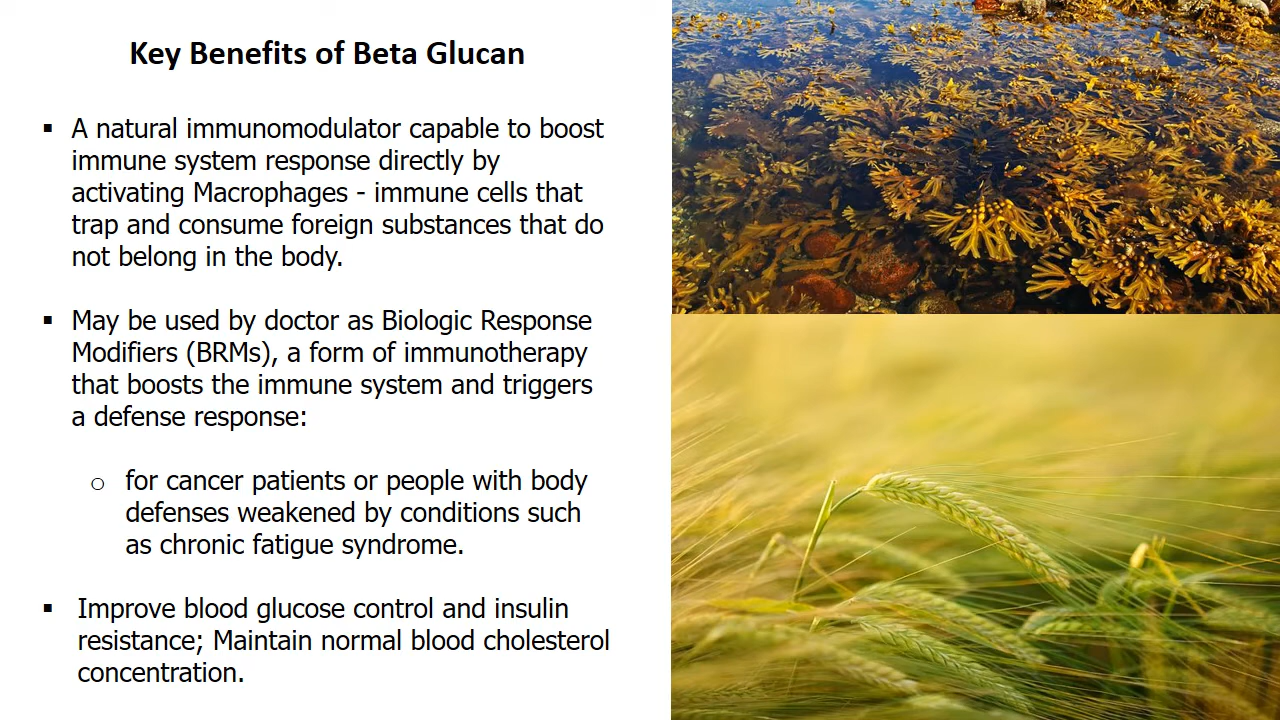 Key Benefits of Beta Glucan
▪ A natural immunomodulator capable to boost
immune system response directly by
activating Macrophages - immune cells that
trap and consume foreign substances that do
not belong in the body.
▪ May be used by doctor as Biologic Response
Modifiers (BRMs), a form of immunotherapy
that boosts the immune system and triggers
a defense response:
o for cancer patients or people with body
defenses weakened by conditions such
as chronic fatigue syndrome.
▪ Improve blood glucose control and insulin
resistance; Maintain normal blood cholesterol
concentration.